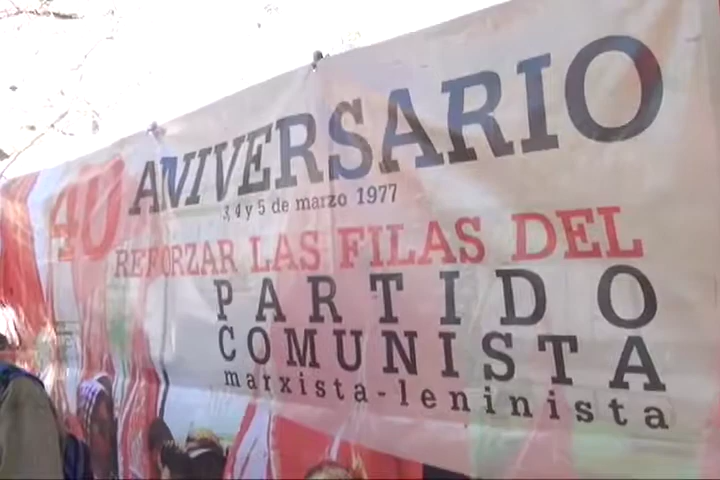 40 ANIVERSARIO
3, 4 y 5 de marzo 1977
REFORZAR LAS FILAS DEL
PARTIDO
COMUNISTA
marxista-leninista